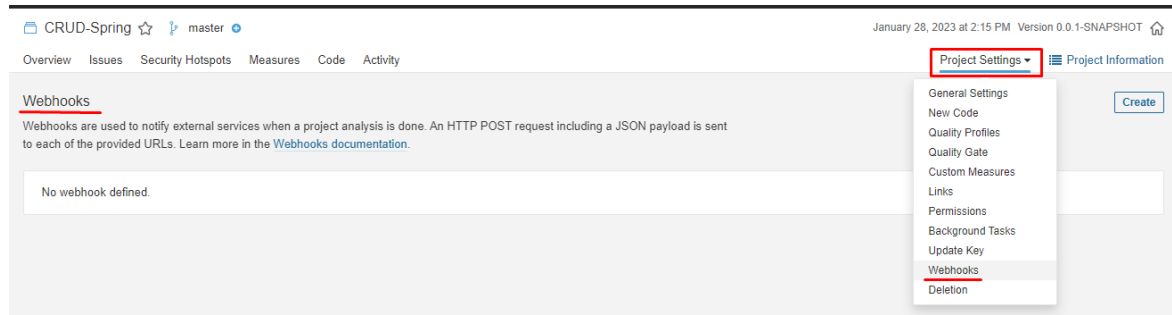 CRUD-Spring master
January 28, 2023 at 2:15 PM Version 0.0.1-SNAPSHOT
Overview Issues Security Hotspots Measures Code Activity
Project Settings Project Information
Webhooks
Create
Webhooks are used to notify external services when a project analysis is done. An HTTP POST request including a JSON payload is sent
to each of the provided URLs. Learn more in the Webhooks documentation.
No webhook defined.
General Settings
New Code
Quality Profiles
Quality Gate
Custom Measures
Links
Permissions
Background Tasks
Update Key
Webhooks
Deletion